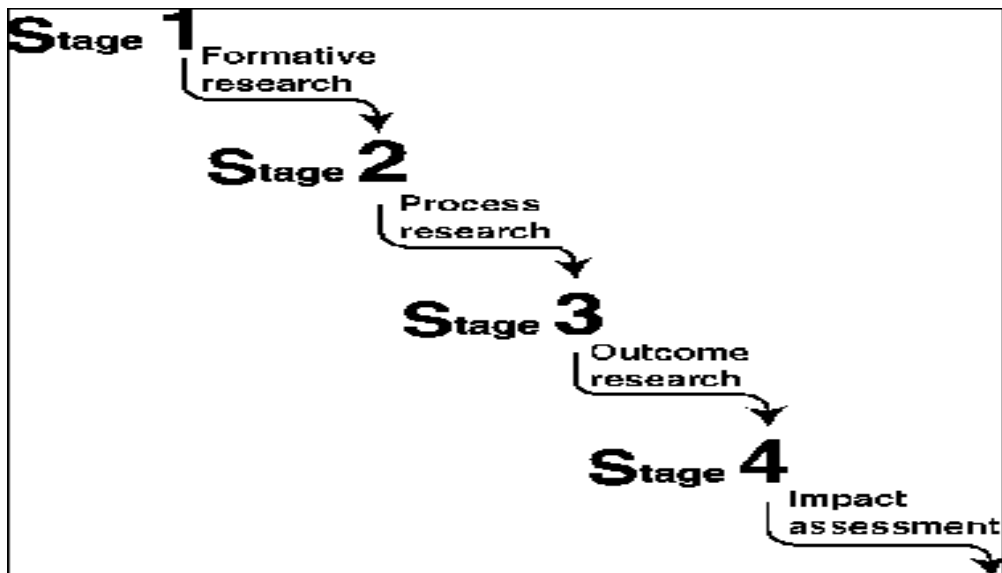 Stage 1
Formative
research
Stage 2
Process
research
Stage 3
Outcome
research
Stage 4
Impact
assessment